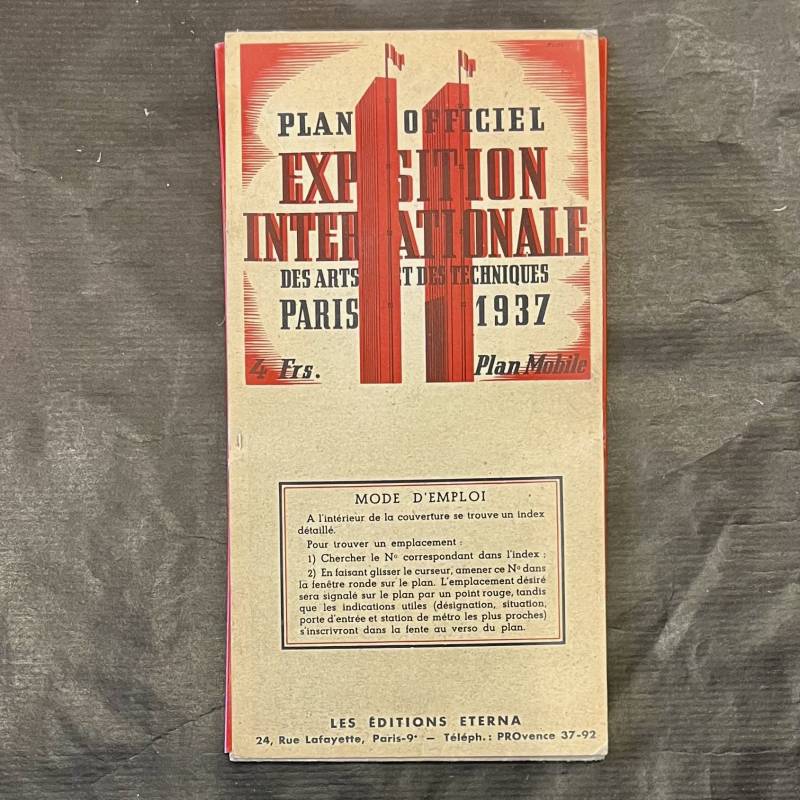 PLAN OFFICIEL
EXPOSITION
INTERNATIONALE
DES ARTS ET DES TECHNIQUES
PARIS 1937
4 Frs. Plan Mobile
MODE D'EMPLOI
A l'intérieur de la couverture se trouve un index
détaillé.
Pour trouver un emplacement :
1) Chercher le Nº correspondant dans l'index ;
2) En faisant glisser le curseur, amener ce Nº dans
la fenêtre ronde sur le plan. L'emplacement désiré
sera signalé sur le plan par un point rouge, tandis
que les indications utiles (désignation, situation,
porte d'entrée et station de métro les plus proches)
s'inscrivront dans la fente au verso du plan.
LES ÉDITIONS ETERNA
24, Rue Lafayette, Paris-9ᵉ — Téléph. : PROvence 37-92